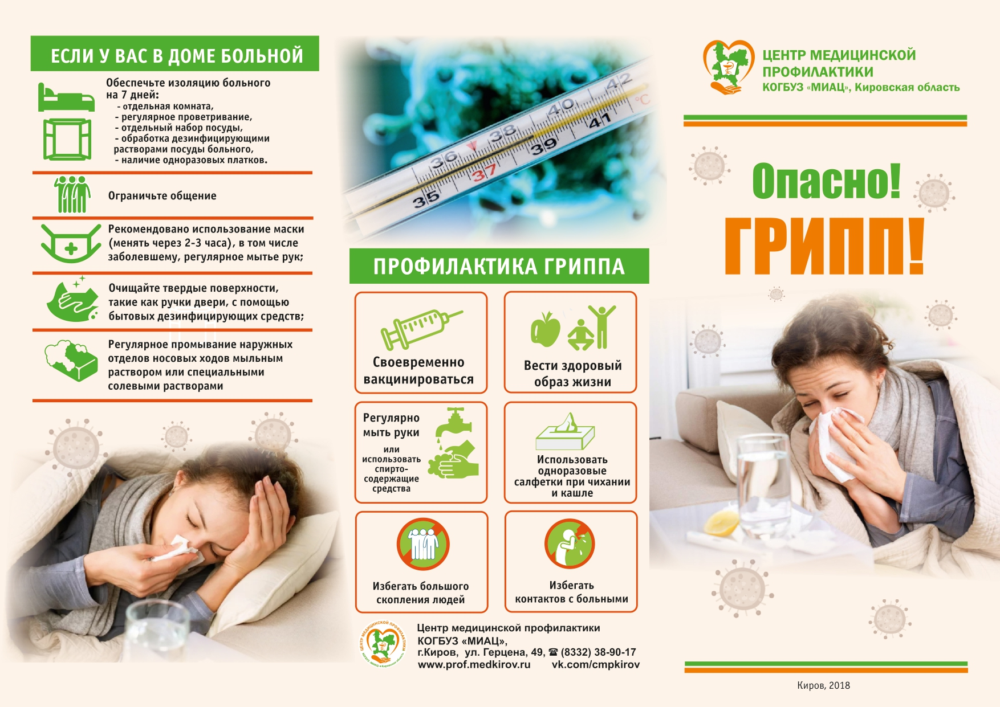 ЕСЛИ У ВАС В ДОМЕ БОЛЬНОЙ
Обеспечьте изоляцию больного
на 7 дней:
- отдельная комната,
- регулярное проветривание,
- отдельный набор посуды,
- обработка дезинфицирующими
растворами посуды больного,
- наличие одноразовых платков.
Ограничьте общение
Рекомендовано использование маски
(менять через 2-3 часа), в том числе
заболевшему, регулярное мытье рук;
Очищайте твердые поверхности,
такие как ручки двери, с помощью
бытовых дезинфицирующих средств;
Регулярное промывание наружных
отделов носовых ходов мыльным
раствором или специальными
солевыми растворами
35 36 37 38 39 40 41 42 °C
ПРОФИЛАКТИКА ГРИППА
Своевременно
вакцинироваться
Вести здоровый
образ жизни
Регулярно
мыть руки
или
использовать
спирто-
содержащие
средства
Использовать
одноразовые
салфетки при чихании
и кашле
Избегать большого
скопления людей
Избегать
контактов с больными
ЦЕНТР МЕДИЦИНСКОЙ ПРОФИЛАКТИКИ
КОГБУЗ «МИАЦ» • Кировская область
Центр медицинской профилактики
КОГБУЗ «МИАЦ»,
г.Киров, ул. Герцена, 49, ☎ (8332) 38-90-17
www.prof.medkirov.ru vk.com/cmpkirov
ЦЕНТР МЕДИЦИНСКОЙ
ПРОФИЛАКТИКИ
КОГБУЗ «МИАЦ», Кировская область
Опасно!
ГРИПП!
Киров, 2018